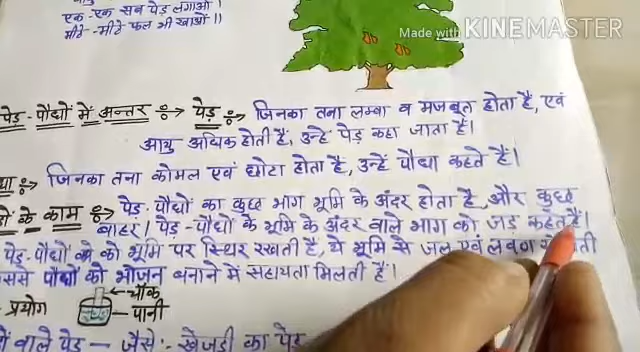 एक-एक सब पेड़ लगाओ।
मीठे-मीठे फल भी खाओ।।
Made with KINEMASTER
पेड़-पौधों में अन्तर :→ पेड़ :→ जिनका तना लम्बा व मजबूत होता है, एवं
आयु अधिक होती है, उन्हें पेड़ कहा जाता है।
:→ जिनका तना कोमल एवं छोटा होता है, उन्हें पौधा कहते हैं।
के काम :→ पेड़-पौधों का कुछ भाग भूमि के अंदर होता है, और कुछ
बाहर। पेड़-पौधों के भूमि के अंदर वाले भाग को जड़ कहते हैं।
पेड़-पौधों को भूमि पर स्थिर रखती हैं, ये भूमि से जल एवं लवण
पौधों को भोजन बनाने में सहायता मिलती हैं।
प्रयोग चॉक
पानी
वाले पेड़ — जैसे:- खेजड़ी का पेड़